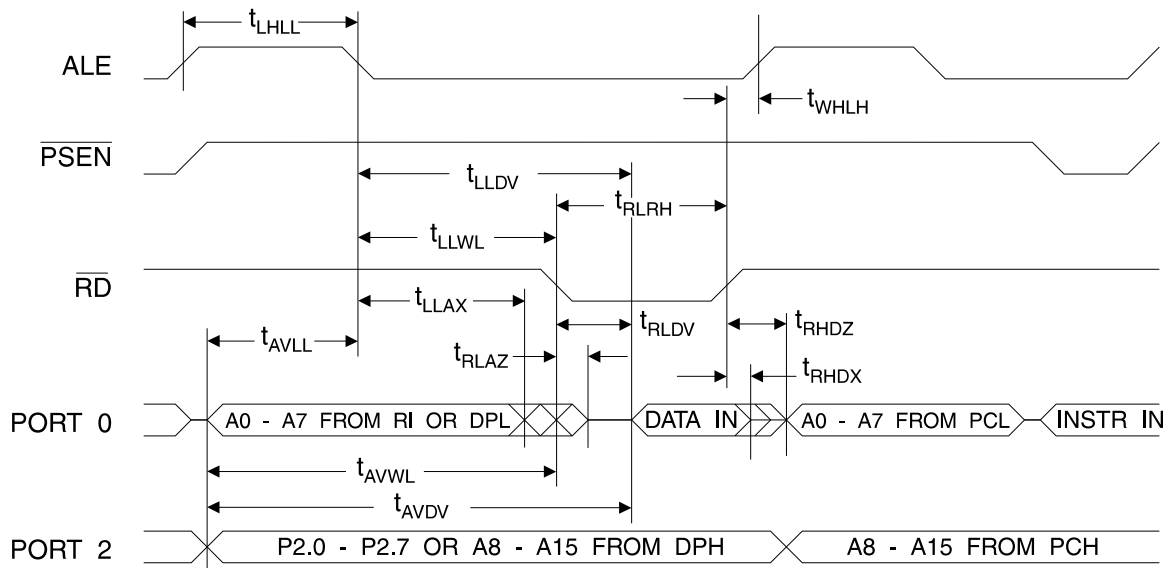 tLHLL
ALE
tWHLH
PSEN
tLLDV
tRLRH
tLLWL
RD
tLLAX
tRLDV
tRHDZ
tAVLL
tRLAZ
tRHDX
PORT 0
A0 - A7 FROM RI OR DPL
DATA IN
A0 - A7 FROM PCL
INSTR IN
tAVWL
tAVDV
PORT 2
P2.0 - P2.7 OR A8 - A15 FROM DPH
A8 - A15 FROM PCH